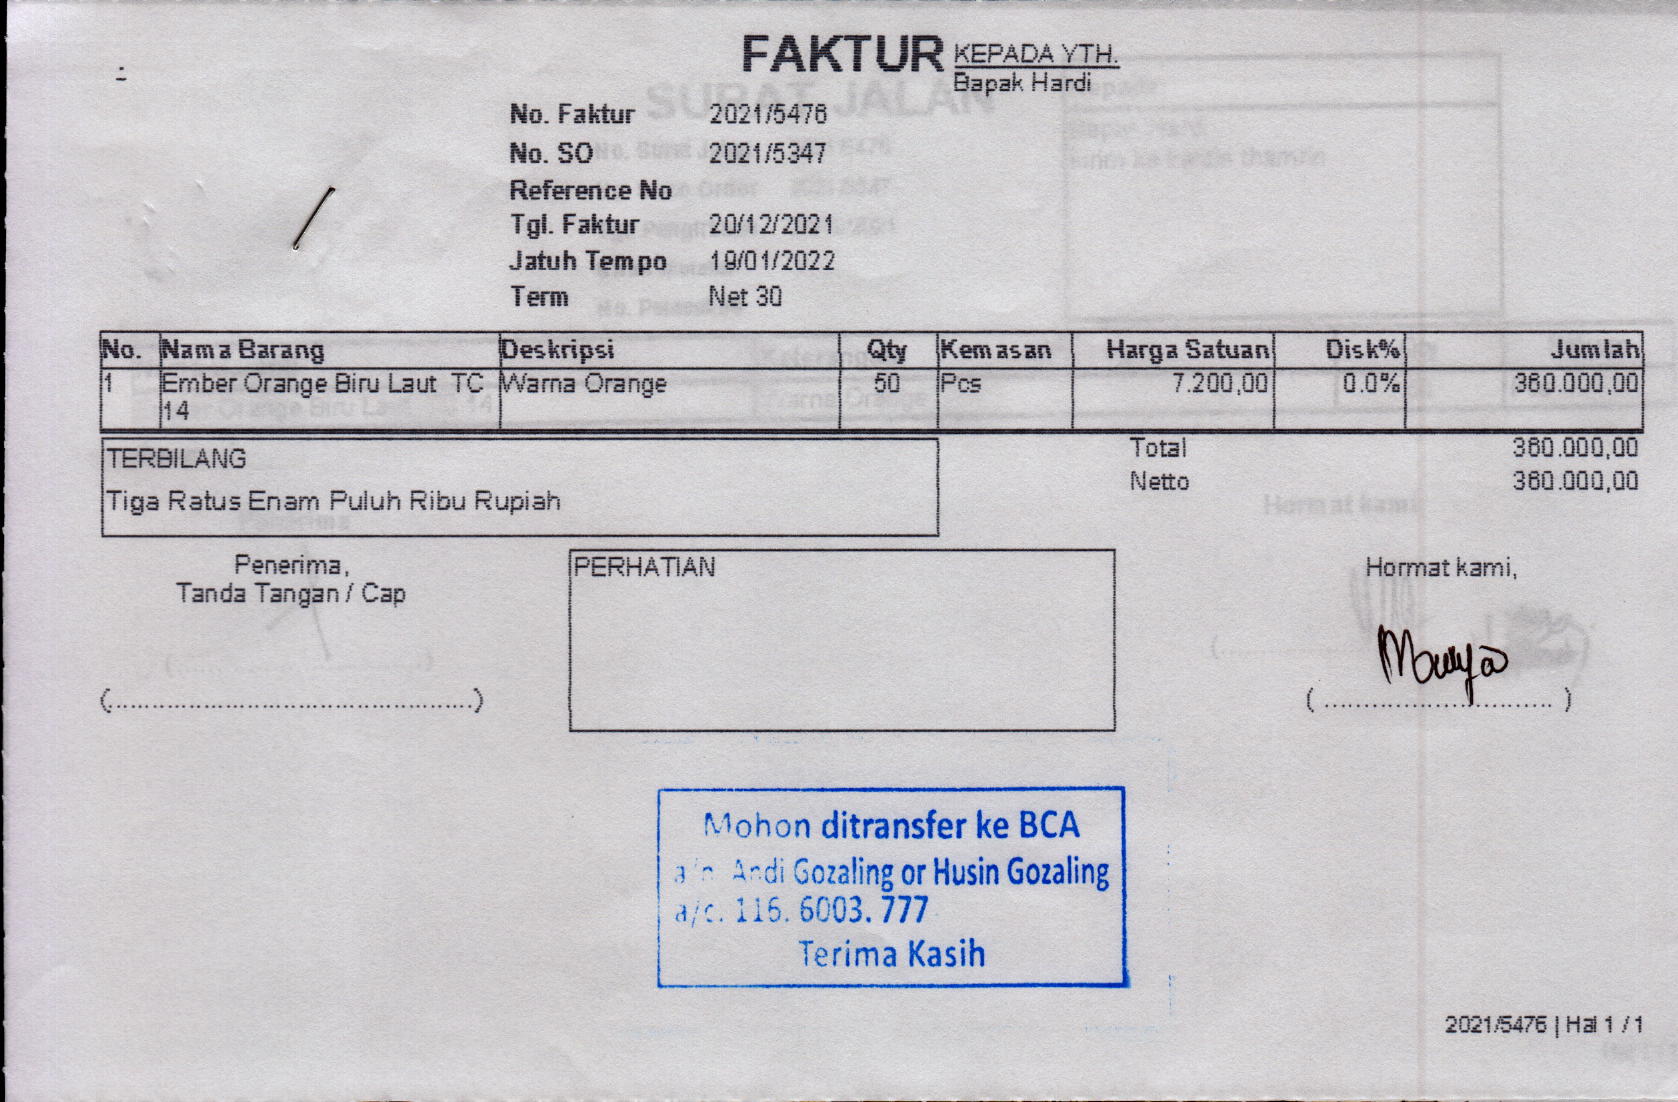 FAKTUR
KEPADA YTH.
Bapak Hardi
No. Faktur 2021/5476
No. SO 2021/5347
Reference No
Tgl. Faktur 20/12/2021
Jatuh Tempo 19/01/2022
Term Net 30
No. Nama Barang Deskripsi Qty Kemasan Harga Satuan Disk% Jumlah
1 Ember Orange Biru Laut TC Warna Orange 50 Pcs 7.200,00 0.0% 360.000,00
14
TERBILANG
Tiga Ratus Enam Puluh Ribu Rupiah
Total 360.000,00
Netto 360.000,00
Penerima,
Tanda Tangan / Cap
PERHATIAN
Hormat kami,
Mohon ditransfer ke BCA
a/n. Andi Gozaling or Husin Gozaling
a/c. 116. 6003. 777
Terima Kasih
2021/5476 | Hal 1 / 1